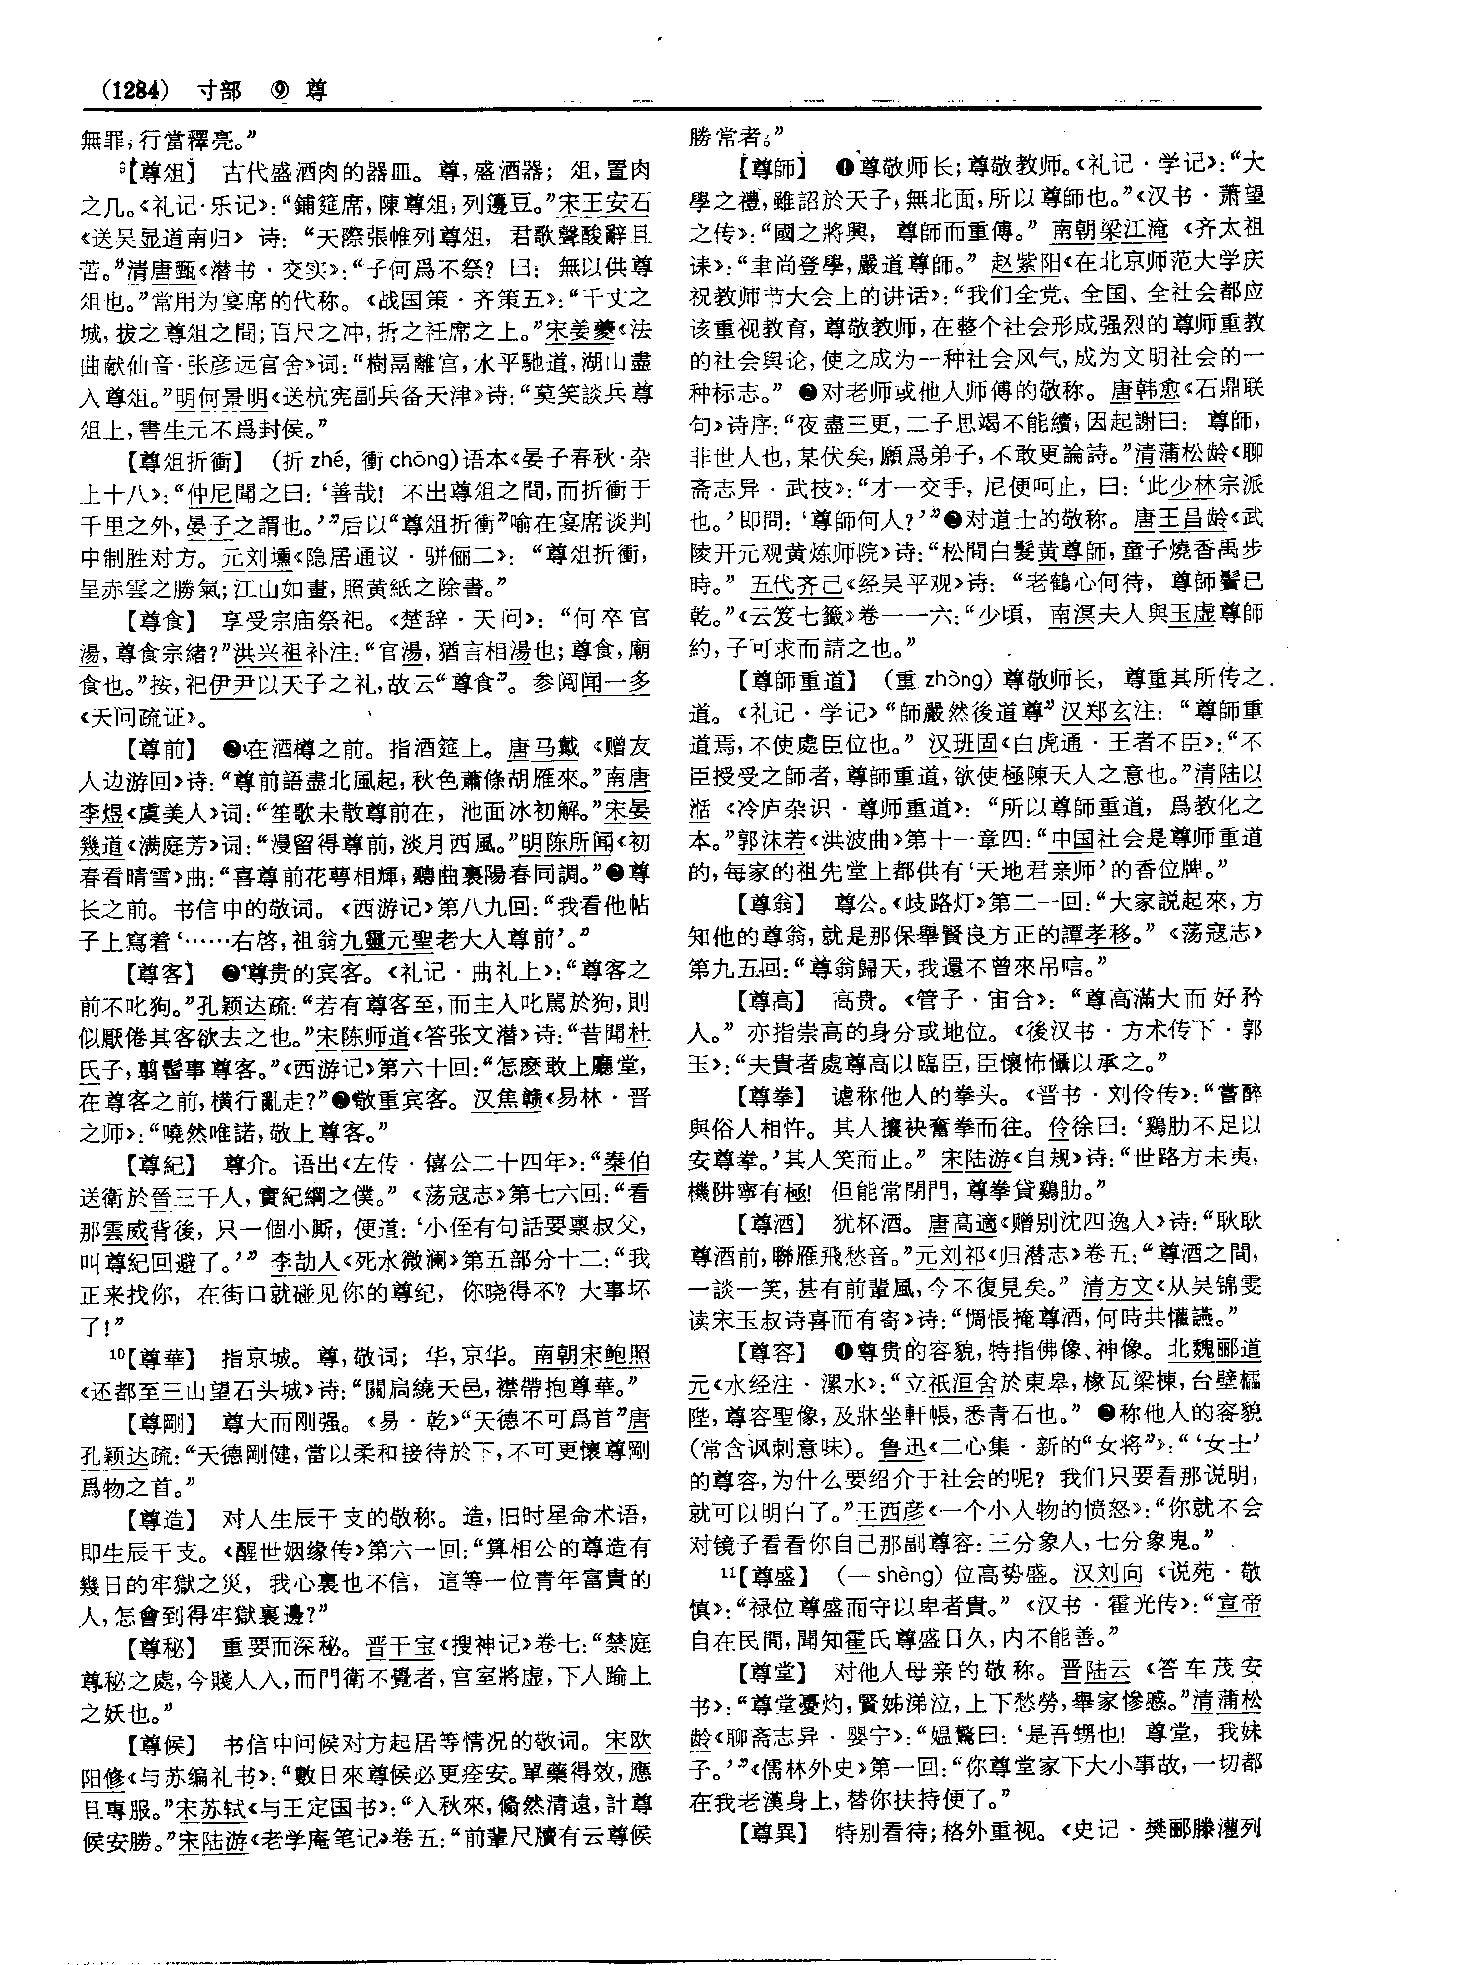 (1284) 寸部 ⑨ 尊
無罪，行當釋亮。”
⁹【尊俎】 古代盛酒肉的器皿。尊，盛酒器；俎，置肉
之几。《礼记·乐记》：“鋪筵席，陳尊俎，列籩豆。”宋王安石
《送吴显道南归》诗：“天際張帷列尊俎，君歌聲酸辭且
苦。”清唐甄《潜书·交实》：“子何爲不祭？曰：無以供尊
俎也。”常用为宴席的代称。《战国策·齐策五》：“千丈之
城，拔之尊俎之間；百尺之冲，折之衽席之上。”宋姜夔《法
曲献仙音·张彦远官舍》词：“樹鬲離宫，水平馳道，湖山盡
入尊俎。”明何景明《送杭宪副兵备天津》诗：“莫笑談兵尊
俎上，書生元不爲封侯。”
【尊俎折衝】 （折 zhé，衝 chōng）语本《晏子春秋·杂
上十八》：“仲尼聞之曰：‘善哉！不出尊俎之間，而折衝于
千里之外，晏子之謂也。’”后以“尊俎折衝”喻在宴席谈判
中制胜对方。元刘壎《隐居通议·骈俪二》：“尊俎折衝，
呈赤雲之勝氣；江山如畫，照黄紙之除書。”
【尊食】 享受宗庙祭祀。《楚辞·天问》：“何卒官
湯，尊食宗緒？”洪兴祖补注：“官湯，猶言相湯也；尊食，廟
食也。”按，祀伊尹以天子之礼，故云“尊食”。参阅闻一多
《天问疏证》。
【尊前】 ❶在酒樽之前。指酒筵上。唐马戴《赠友
人边游回》诗：“尊前語盡北風起，秋色蕭條胡雁來。”南唐
李煜《虞美人》词：“笙歌未散尊前在，池面冰初解。”宋晏
幾道《满庭芳》词：“漫留得尊前，淡月西風。”明陈所闻《初
春看晴雪》曲：“喜尊前花萼相輝，聽曲裏陽春同調。”❷尊
长之前。书信中的敬词。《西游记》第八九回：“我看他帖
子上寫着‘……右啓，祖翁九靈元聖老大人尊前’。”
【尊客】 ❶尊贵的宾客。《礼记·曲礼上》：“尊客之
前不叱狗。”孔颖达疏：“若有尊客至，而主人叱駡於狗，則
似厭倦其客欲去之也。”宋陈师道《答张文潜》诗：“昔聞杜
氏子，翦髻事尊客。”《西游记》第六十回：“怎麽敢上廳堂，
在尊客之前，横行亂走？”❷敬重宾客。汉焦赣《易林·晋
之师》：“嘵然唯諾，敬上尊客。”
【尊紀】 尊介。语出《左传·僖公二十四年》：“秦伯
送衛於晉三千人，實紀綱之僕。”《荡寇志》第七六回：“看
那雲威背後，只一個小厮，便道：‘小侄有句話要禀叔父，
叫尊紀回避了。’” 李劼人《死水微澜》第五部分十二：“我
正来找你，在街口就碰见你的尊纪，你晓得不？大事坏
了！”
¹⁰【尊華】 指京城。尊，敬词；华，京华。南朝宋鲍照
《还都至三山望石头城》诗：“關扃繞天邑，襟帶抱尊華。”
【尊剛】 尊大而刚强。《易·乾》“天德不可爲首”唐
孔颖达疏：“天德剛健，當以柔和接待於下，不可更懷尊剛
爲物之首。”
【尊造】 对人生辰干支的敬称。造，旧时星命术语，
即生辰干支。《醒世姻缘传》第六一回：“算相公的尊造有
幾日的牢獄之災，我心裏也不信，這等一位青年富貴的
人，怎會到得牢獄裏邊？”
【尊秘】 重要而深秘。晋干宝《搜神记》卷七：“禁庭
尊秘之處，今賤人入，而門衛不覺者，宫室將虚，下人踰上
之妖也。”
【尊候】 书信中问候对方起居等情况的敬词。宋欧
阳修《与苏编礼书》：“數日來尊候必更痊安。單藥得效，應
且專服。”宋苏轼《与王定国书》：“入秋來，翛然清遠，計尊
候安勝。”宋陆游《老学庵笔记》卷五：“前輩尺牘有云尊候
勝常者。”
【尊師】 ❶尊敬师长；尊敬教师。《礼记·学记》：“大
學之禮，雖詔於天子，無北面，所以尊師也。”《汉书·萧望
之传》：“國之將興，尊師而重傅。” 南朝梁江淹《齐太祖
诔》：“聿尚登學，嚴道尊師。” 赵紫阳《在北京师范大学庆
祝教师节大会上的讲话》：“我们全党、全国、全社会都应
该重视教育，尊敬教师，在整个社会形成强烈的尊师重教
的社会舆论，使之成为一种社会风气，成为文明社会的一
种标志。” ❷对老师或他人师傅的敬称。唐韩愈《石鼎联
句》诗序：“夜盡三更，二子思竭不能續，因起謝曰：尊師，
非世人也，某伏矣，願爲弟子，不敢更論詩。”清蒲松龄《聊
斋志异·武技》：“才一交手，尼便呵止，曰：‘此少林宗派
也。’即問：‘尊師何人？’”❸对道士的敬称。唐王昌龄《武
陵开元观黄炼师院》诗：“松間白髮黄尊師，童子燒香禹步
時。” 五代齐己《经吴平观》诗：“老鶴心何待，尊師鬢已
乾。”《云笈七籤》卷一一六：“少頃，南溟夫人與玉虚尊師
約，子可求而請之也。”
【尊師重道】 （重 zhòng）尊敬师长，尊重其所传之
道。《礼记·学记》“師嚴然後道尊”汉郑玄注：“尊師重
道焉，不使處臣位也。” 汉班固《白虎通·王者不臣》：“不
臣授受之師者，尊師重道，欲使極陳天人之意也。”清陆以
湉《冷庐杂识·尊师重道》：“所以尊師重道，爲教化之
本。”郭沫若《洪波曲》第十一章四：“中国社会是尊师重道
的，每家的祖先堂上都供有‘天地君亲师’的香位牌。”
【尊翁】 尊公。《歧路灯》第二一回：“大家説起來，方
知他的尊翁，就是那保舉賢良方正的譚孝移。”《荡寇志》
第九五回：“尊翁歸天，我還不曾來吊唁。”
【尊高】 高贵。《管子·宙合》：“尊高滿大而好矜
人。” 亦指崇高的身分或地位。《後汉书·方术传下·郭
玉》：“夫貴者處尊高以臨臣，臣懷怖懾以承之。”
【尊拳】 谑称他人的拳头。《晋书·刘伶传》：“嘗醉
與俗人相忤。其人攘袂奮拳而往。伶徐曰：‘鷄肋不足以
安尊拳。’其人笑而止。” 宋陆游《自规》诗：“世路方未夷，
機阱寧有極！但能常閉門，尊拳貸鷄肋。”
【尊酒】 犹杯酒。唐高適《赠别沈四逸人》诗：“耿耿
尊酒前，聯雁飛愁音。”元刘祁《归潜志》卷五：“尊酒之間，
一談一笑，甚有前輩風，今不復見矣。” 清方文《从吴锦雯
读宋玉叔诗喜而有寄》诗：“惆悵掩尊酒，何時共懽讌。”
【尊容】 ❶尊贵的容貌，特指佛像、神像。北魏郦道
元《水经注·漯水》：“立祇洹舍於東皋，椽瓦梁棟，台壁櫺
陛，尊容聖像，及牀坐軒帳，悉青石也。” ❷称他人的容貌
（常含讽刺意味）。鲁迅《二心集·新的“女将”》：“‘女士’
的尊容，为什么要绍介于社会的呢？我们只要看那说明，
就可以明白了。”王西彦《一个小人物的愤怒》：“你就不会
对镜子看看你自己那副尊容：三分象人，七分象鬼。”
¹¹【尊盛】 （— shèng）位高势盛。汉刘向《说苑·敬
慎》：“禄位尊盛而守以卑者貴。”《汉书·霍光传》：“宣帝
自在民間，聞知霍氏尊盛日久，内不能善。”
【尊堂】 对他人母亲的敬称。晋陆云《答车茂安
书》：“尊堂憂灼，賢姊涕泣，上下愁勞，舉家慘慼。”清蒲松
龄《聊斋志异·婴宁》：“媪驚曰：‘是吾甥也！尊堂，我妹
子。’”《儒林外史》第一回：“你尊堂家下大小事故，一切都
在我老漢身上，替你扶持便了。”
【尊異】 特别看待；格外重视。《史记·樊郦滕灌列